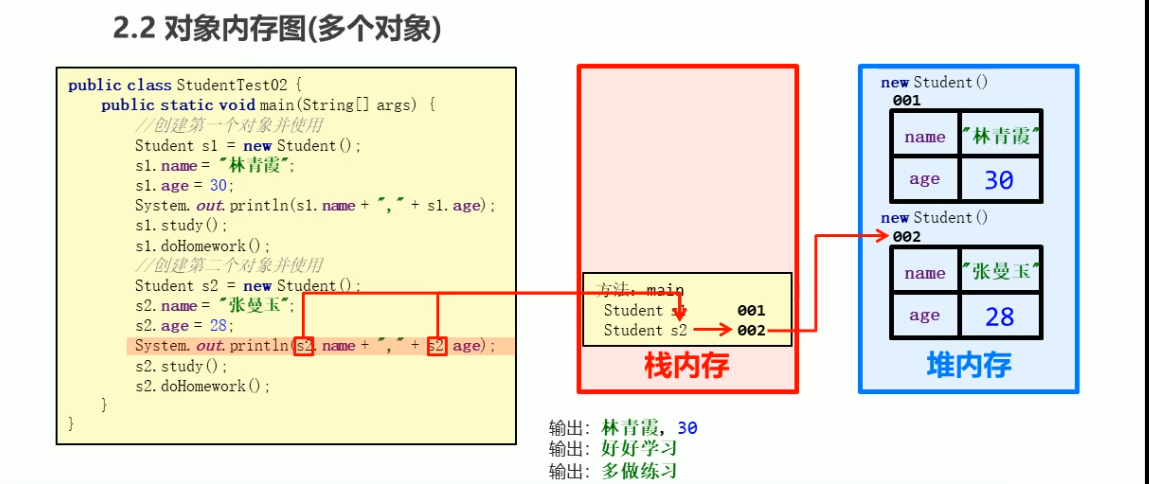 2.2 对象内存图(多个对象)
public class StudentTest02 {
public static void main(String[] args) {
//创建第一个对象并使用
Student s1 = new Student();
s1.name = "林青霞";
s1.age = 30;
System.out.println(s1.name + "," + s1.age);
s1.study();
s1.doHomework();
//创建第二个对象并使用
Student s2 = new Student();
s2.name = "张曼玉";
s2.age = 28;
System.out.println(s2.name + "," + s2.age);
s2.study();
s2.doHomework();
}
}
方法: main
Student s1 001
Student s2 002
栈内存
new Student()
001
name "林青霞"
age 30
new Student()
002
name "张曼玉"
age 28
堆内存
输出: 林青霞, 30
输出: 好好学习
输出: 多做练习